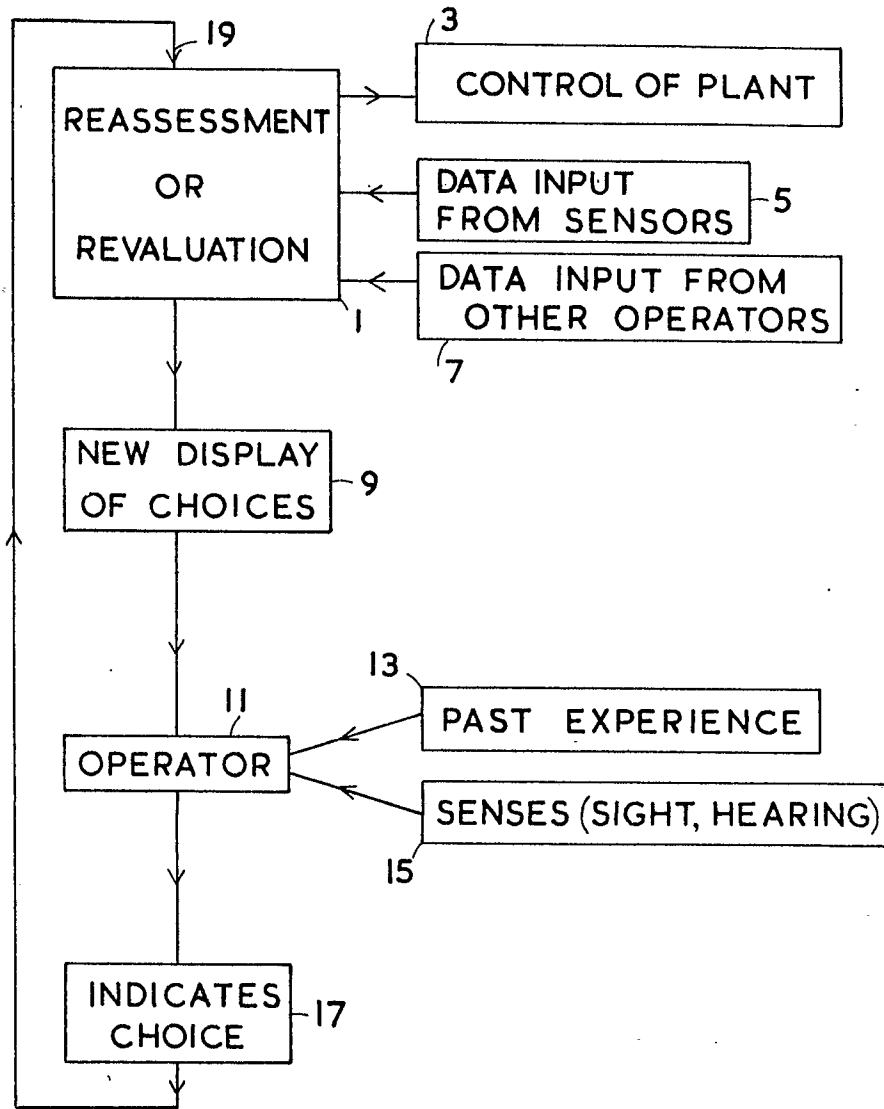 19
3
REASSESSMENT
OR
REVALUATION
1
CONTROL OF PLANT
DATA INPUT
FROM SENSORS
5
DATA INPUT FROM
OTHER OPERATORS
7
NEW DISPLAY
OF CHOICES
9
11
OPERATOR
13
PAST EXPERIENCE
SENSES (SIGHT, HEARING)
15
INDICATES
CHOICE
17